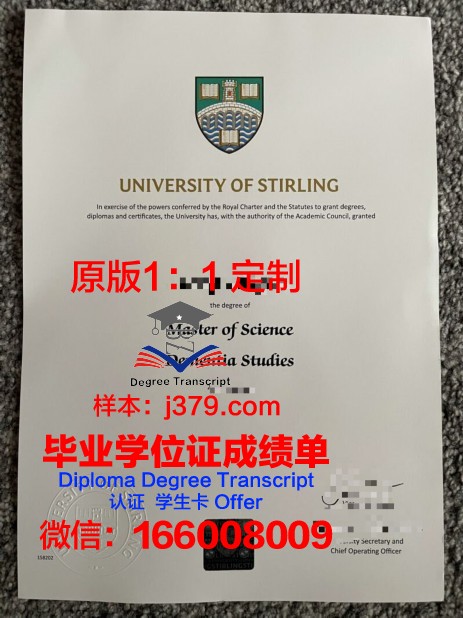 UNIVERSITY OF STIRLING
In exercise of the powers conferred by the Royal Charter and the Statutes to grant degrees,
diplomas and certificates, the University has, with the authority of the Academic Council, granted
原版1：1 定制
the degree of
Master of Science
Dementia Studies
Degree Transcript
样本：j379.com
毕业学位证成绩单
Diploma Degree Transcript
认证 学生卡 Offer
微信：166008009
Secretary and
Chief Operating Officer
158202